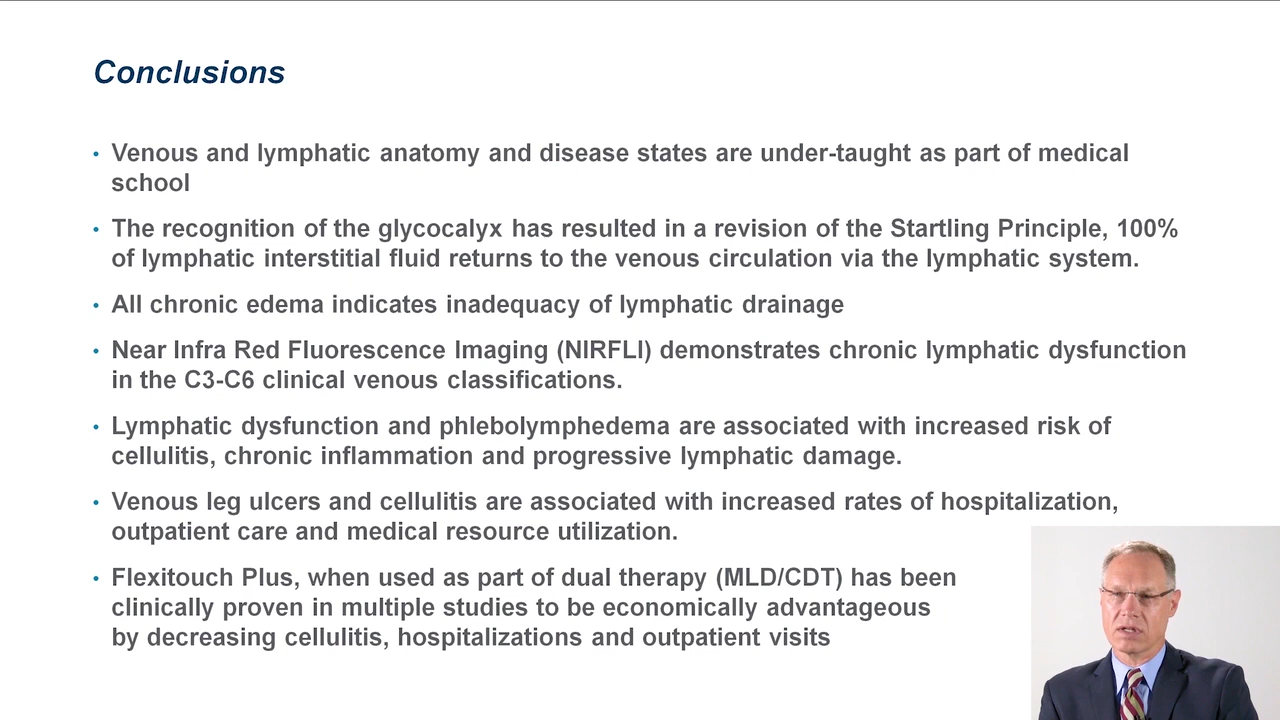 Conclusions
• Venous and lymphatic anatomy and disease states are under-taught as part of medical
school
• The recognition of the glycocalyx has resulted in a revision of the Startling Principle, 100%
of lymphatic interstitial fluid returns to the venous circulation via the lymphatic system.
• All chronic edema indicates inadequacy of lymphatic drainage
• Near Infra Red Fluorescence Imaging (NIRFLI) demonstrates chronic lymphatic dysfunction
in the C3-C6 clinical venous classifications.
• Lymphatic dysfunction and phlebolymphedema are associated with increased risk of
cellulitis, chronic inflammation and progressive lymphatic damage.
• Venous leg ulcers and cellulitis are associated with increased rates of hospitalization,
outpatient care and medical resource utilization.
• Flexitouch Plus, when used as part of dual therapy (MLD/CDT) has been
clinically proven in multiple studies to be economically advantageous
by decreasing cellulitis, hospitalizations and outpatient visits